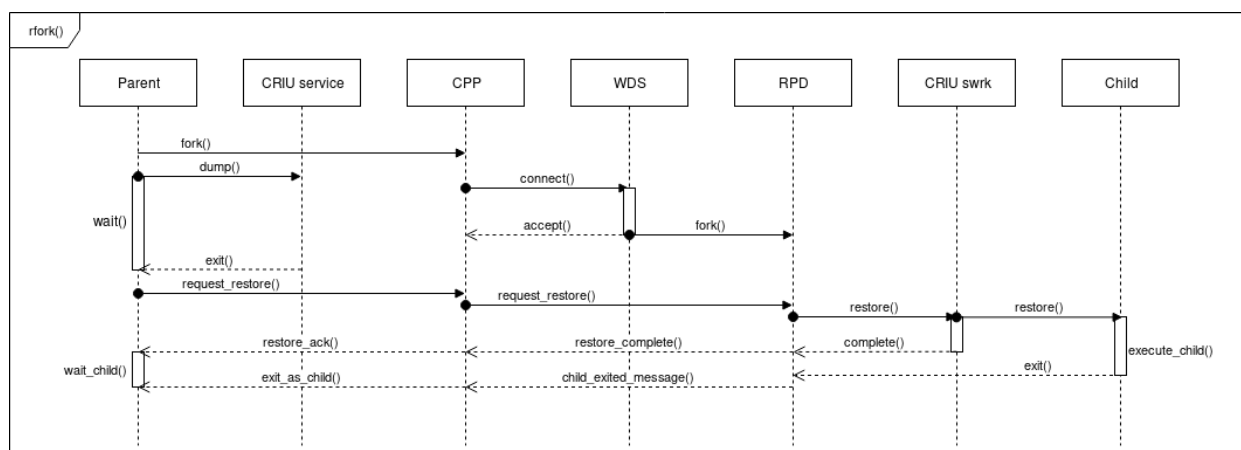 rfork()
Parent
CRIU service
CPP
WDS
RPD
CRIU swrk
Child
fork()
dump()
connect()
wait()
accept()
fork()
exit()
request_restore()
request_restore()
restore()
restore()
restore_ack()
restore_complete()
complete()
execute_child()
wait_child()
exit()
exit_as_child()
child_exited_message()